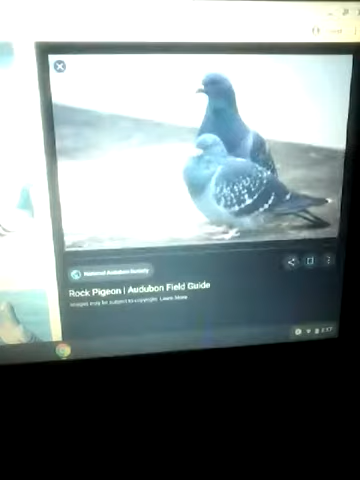 National Audubon Society
Rock Pigeon | Audubon Field Guide
Images may be subject to copyright. Learn More